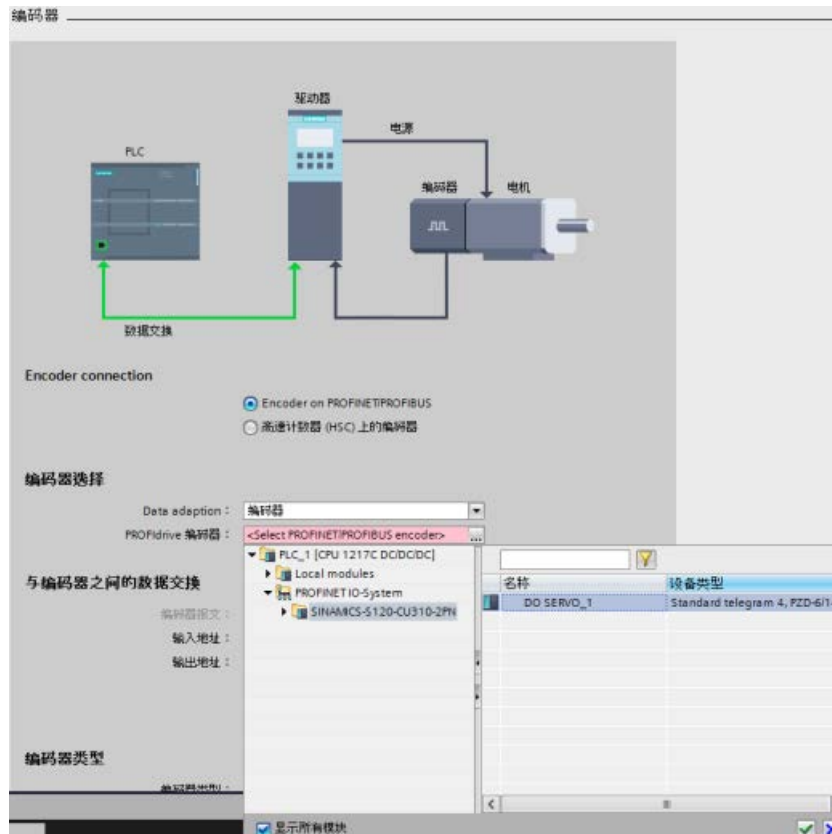 编码器
驱动器
电源
PLC
编码器
电机
数据交换
Encoder connection
Encoder on PROFINET/PROFIBUS
高速计数器 (HSC) 上的编码器
编码器选择
Data adaption：
编码器
PROFIdrive 编码器：
<Select PROFINET/PROFIBUS encoder>
...
PLC_1 [CPU 1217C DC/DC/DC]
Local modules
名称
设备类型
与编码器之间的数据交换
PROFINET IO-System
DO SERVO_1
Standard telegram 4, PZD-6/1
编码器报文：
SINAMICS-S120-CU310-2PN
输入地址：
输出地址：
编码器类型
编码器类型：
显示所有模块